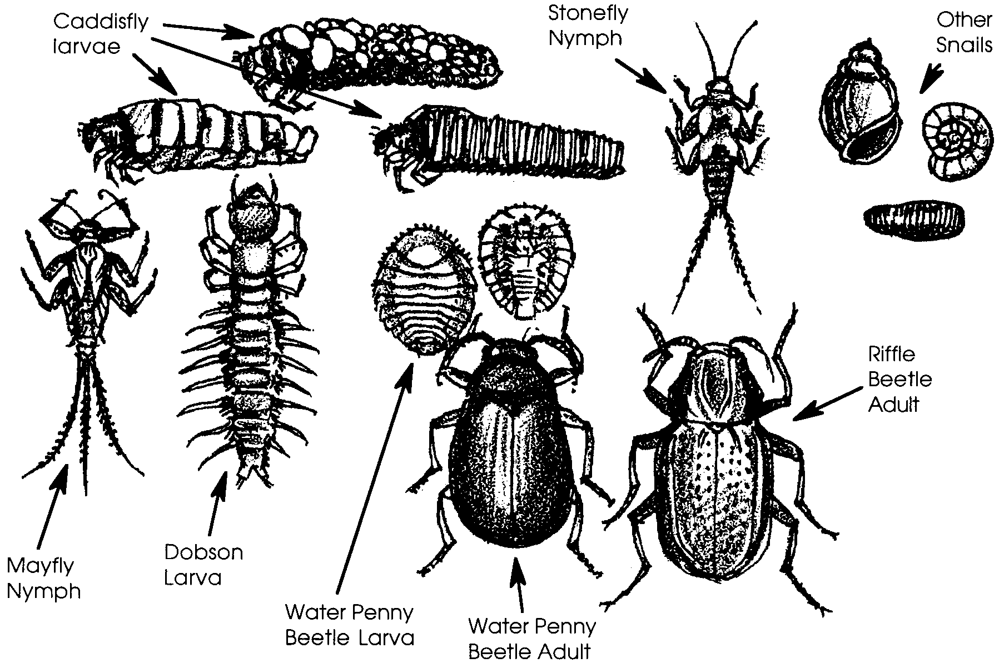 Caddisfly
larvae
Stonefly
Nymph
Other
Snails
Riffle
Beetle
Adult
Mayfly
Nymph
Dobson
Larva
Water Penny
Beetle Larva
Water Penny
Beetle Adult